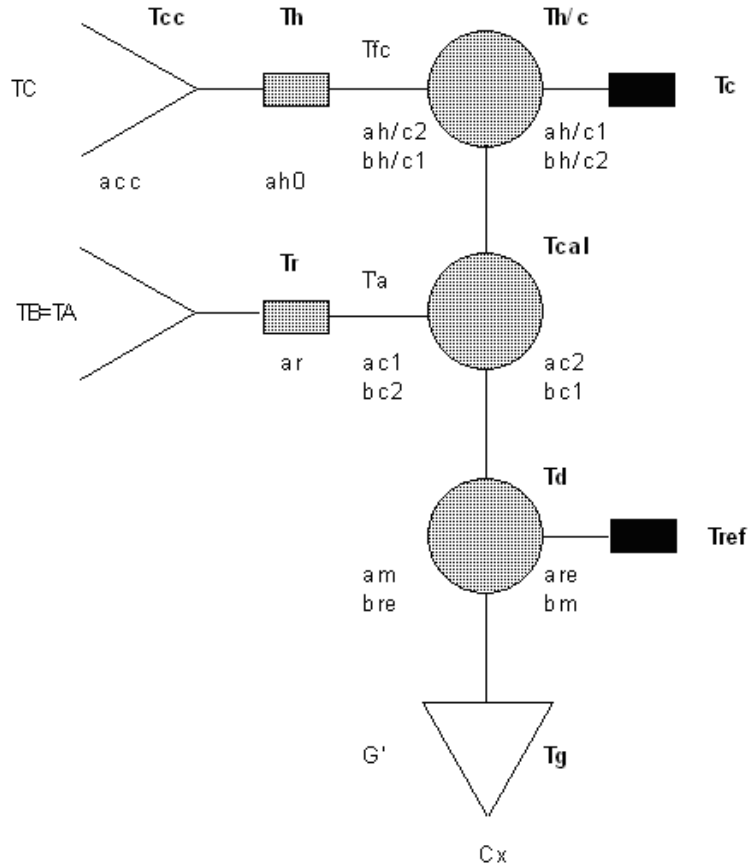 Tcc Th Th/c
Tfc
TC Tc
ah/c2 ah/c1
bh/c1 bh/c2
acc ah0
Tcal
Tr T'a
TB=TA
ar ac1 ac2
bc2 bc1
Td
Tref
am are
bre bm
G' Tg
Cx